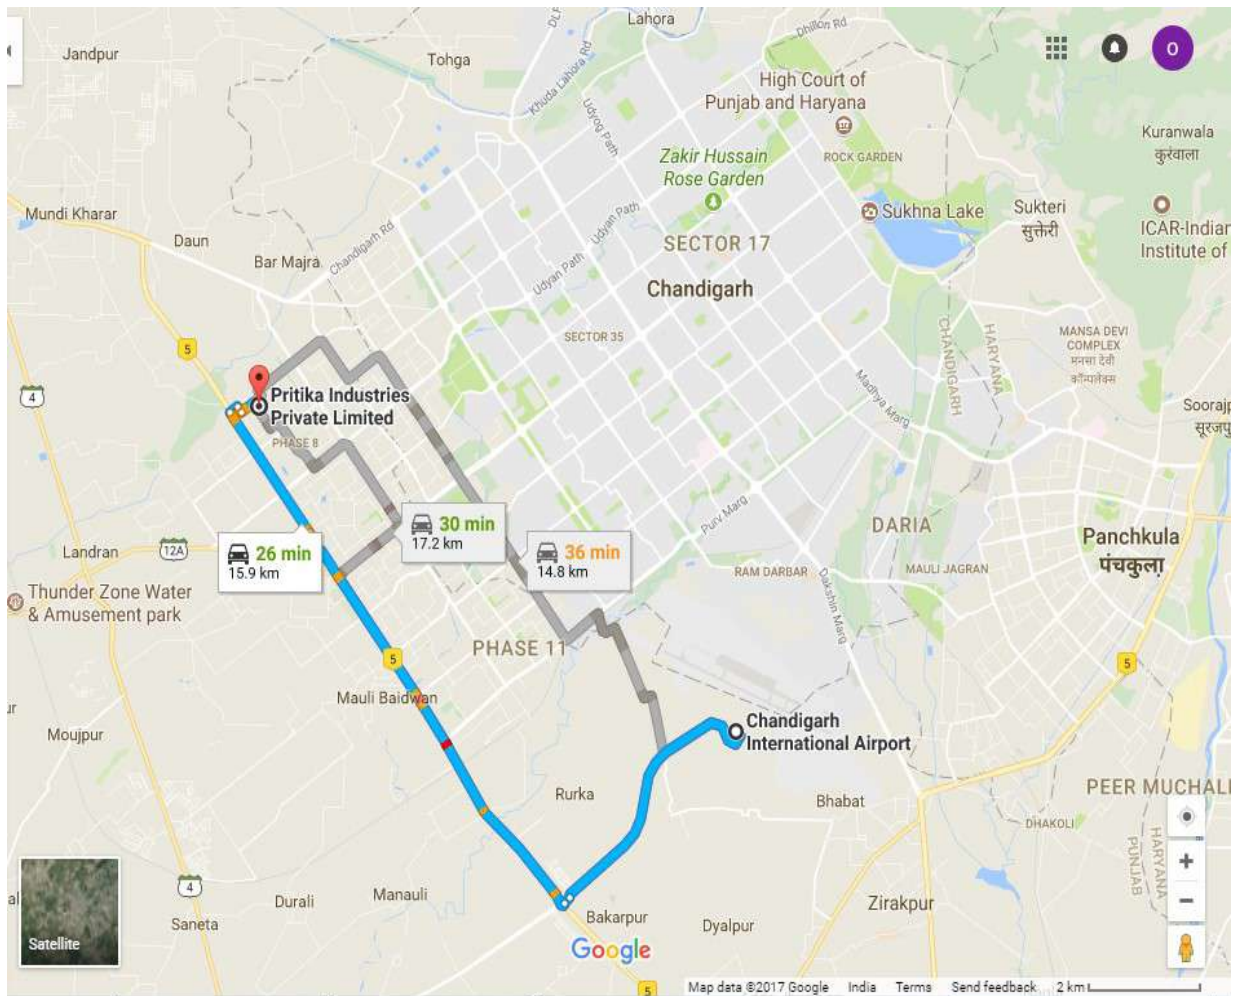 Lahora
Dhillon Rd
Jandpur
Tohga
Khuda Lahora Rd
High Court of
Punjab and Haryana
O
Udyog Path
Kuranwala
कुरंवाला
Zakir Hussain
Rose Garden
ROCK GARDEN
Mundi Kharar
Udyan Path
Sukhna Lake
Sukteri
सुकेरी
ICAR-Indian
Institute of
Daun
Bar Majra
Chandigarh Rd
SECTOR 17
Udyan Path
Chandigarh
SECTOR 35
CHANDIGARH
HARYANA
MANSA DEVI
COMPLEX
मनसा देवी
कॉम्प्लेक्स
5
4
Pritika Industries
Private Limited
PHASE 8
Madhya Marg
Purv Marg
30 min
17.2 km
DARIA
12A
Landran
26 min
15.9 km
36 min
14.8 km
Panchkula
पंचकुला
RAM DARBAR
MAULI JAGRAN
Dakshin Marg
Thunder Zone Water
& Amusement park
PHASE 11
5
5
Mauli Baidwan
Moujpur
Chandigarh
International Airport
Rurka
Bhabat
PEER MUCHALL
DHAKOLI
HARYANA
PUNJAB
4
Durali
Manauli
Saneta
Bakarpur
Dyalpur
Zirakpur
Satellite
Google
5
Map data ©2017 Google India Terms Send feedback 2 km